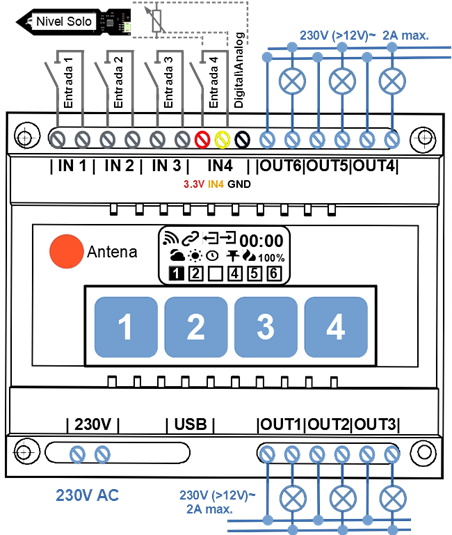 Nivel Solo
230V (>12V)~ 2A max.
Entrada 1
Entrada 2
Entrada 3
Entrada 4
Digital\Analog
| IN 1 | IN 2 | IN 3 | IN4 |OUT6|OUT5|OUT4|
3.3V IN4 GND
Antena
00:00
100%
1 2 4 5 6
1 2 3 4
| 230V | | USB | |OUT1|OUT2|OUT3|
230V AC
230V (>12V)~
2A max.